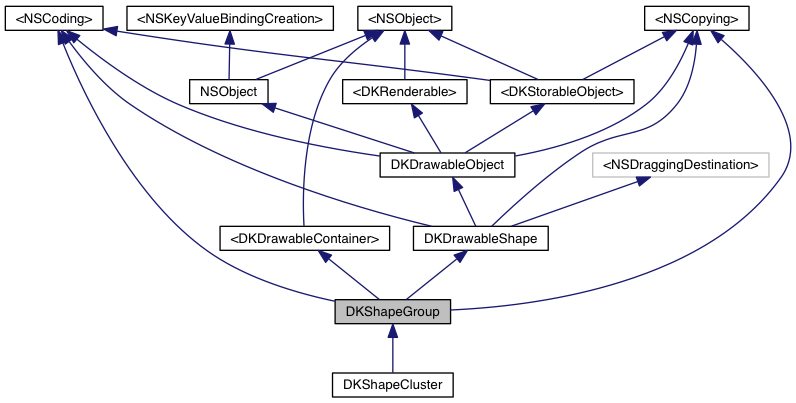 <NSCoding>
<NSKeyValueBindingCreation>
<NSObject>
<NSCopying>
NSObject
<DKRenderable>
<DKStorableObject>
DKDrawableObject
<NSDraggingDestination>
<DKDrawableContainer>
DKDrawableShape
DKShapeGroup
DKShapeCluster